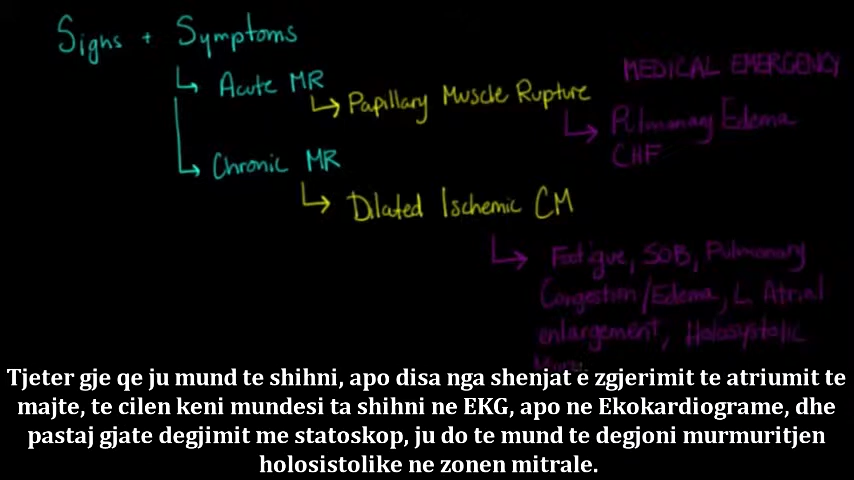 Signs + Symptoms
Acute MR
MEDICAL EMERGENCY
Papillary Muscle Rupture
Pulmonary Edema
CHF
Chronic MR
Dilated Ischemic CM
Fatigue, SOB, Pulmonary
Congestion/Edema, L Atrial
enlargement, Holosystolic
Tjeter gje qe ju mund te shihni, apo disa nga shenjat e zgjerimit te atriumit te
majte, te cilen keni mundesi ta shihni ne EKG, apo ne Ekokardiograme, dhe
pastaj gjate degjimit me statoskop, ju do te mund te degjoni murmuritjen
holosistolike ne zonen mitrale.